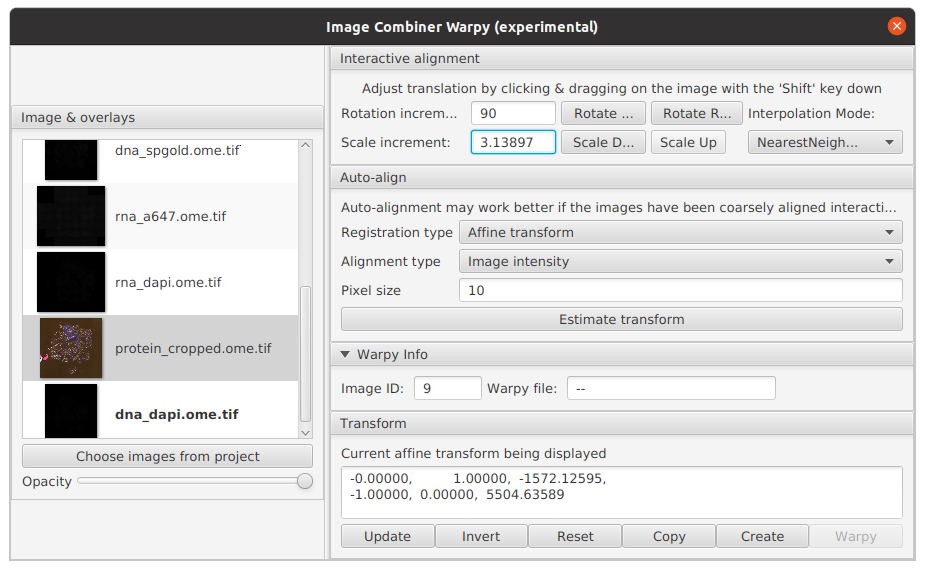 Image Combiner Warpy (experimental)
Image & overlays
dna_spgold.ome.tif
rna_a647.ome.tif
rna_dapi.ome.tif
protein_cropped.ome.tif
dna_dapi.ome.tif
Choose images from project
Opacity
Interactive alignment
Adjust translation by clicking & dragging on the image with the 'Shift' key down
Rotation increm... 90 Rotate ... Rotate R... Interpolation Mode:
Scale increment: 3.13897 Scale D... Scale Up NearestNeigh...
Auto-align
Auto-alignment may work better if the images have been coarsely aligned interacti...
Registration type Affine transform
Alignment type Image intensity
Pixel size 10
Estimate transform
Warpy Info
Image ID: 9 Warpy file: --
Transform
Current affine transform being displayed
-0.00000, 1.00000, -1572.12595,
-1.00000, 0.00000, 5504.63589
Update Invert Reset Copy Create Warpy